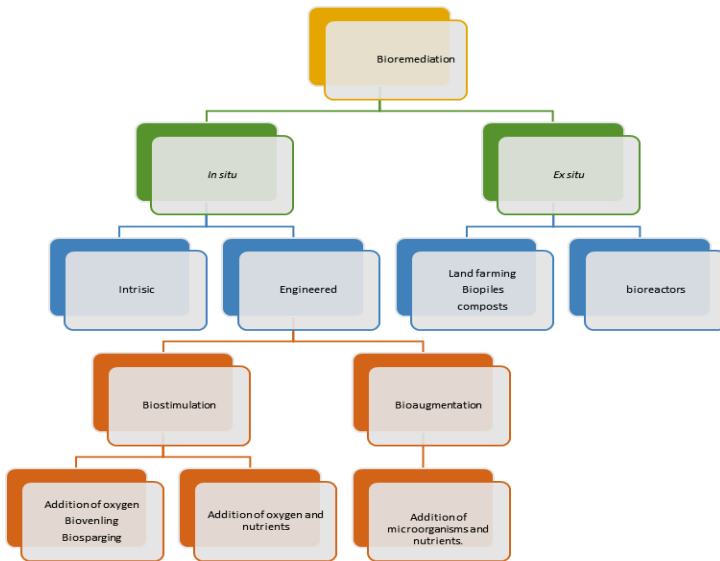 Bioremediation
In situ
Ex situ
Intrisic
Engineered
Land farming
Biopiles
composts
bioreactors
Biostimulation
Bioaugmentation
Addition of oxygen
Biovenling
Biosparging
Addition of oxygen and
nutrients
Addition of
microorganisms and
nutrients.